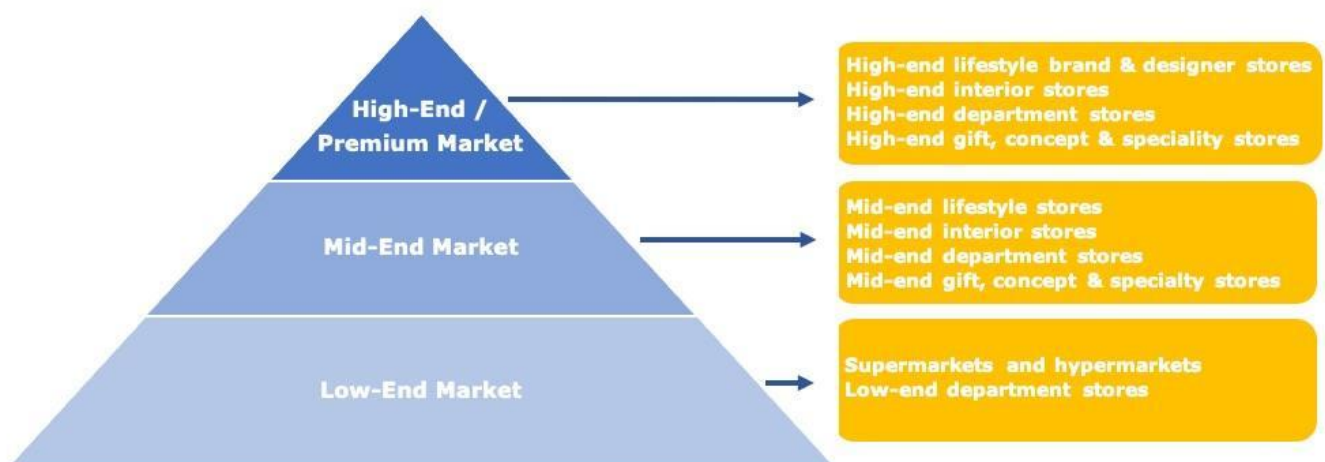 High-End /
Premium Market
High-end lifestyle brand & designer stores
High-end interior stores
High-end department stores
High-end gift, concept & speciality stores
Mid-End Market
Mid-end lifestyle stores
Mid-end interior stores
Mid-end department stores
Mid-end gift, concept & specialty stores
Low-End Market
Supermarkets and hypermarkets
Low-end department stores